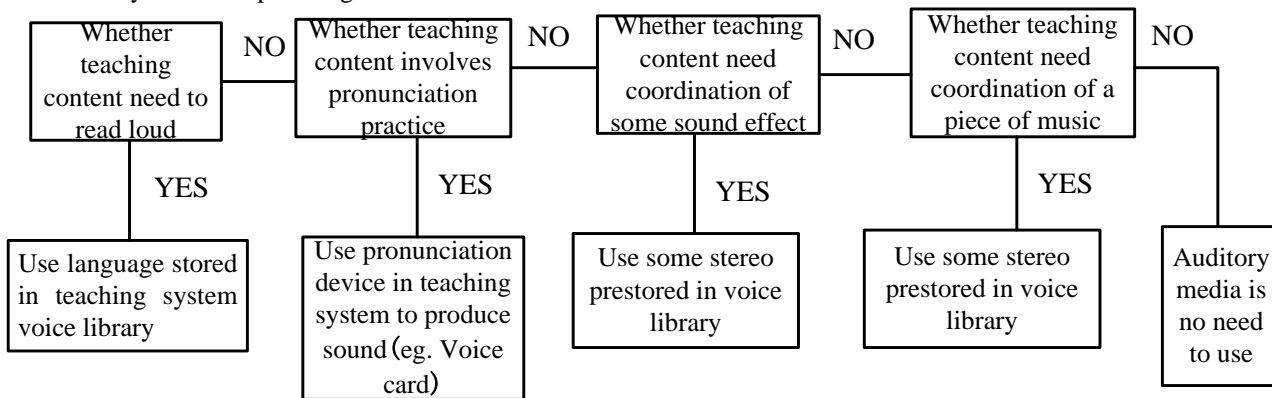 Whether
teaching
content need to
read loud
NO
Whether teaching
content involves
pronunciation
practice
NO
Whether teaching
content need
coordination of
some sound effect
NO
Whether teaching
content need
coordination of a
piece of music
NO
YES
YES
YES
YES
Use language stored
in teaching system
voice library
Use pronunciation
device in teaching
system to produce
sound(eg. Voice
card)
Use some stereo
prestored in voice
library
Use some stereo
prestored in voice
library
Auditory
media is
no need
to use